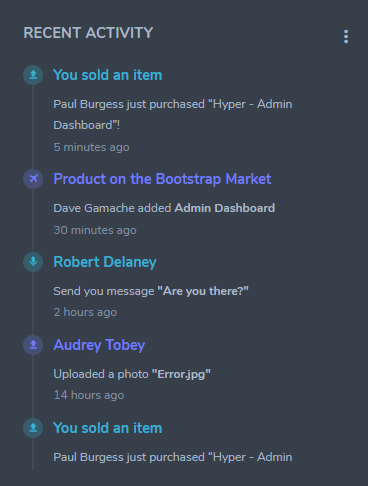 RECENT ACTIVITY
You sold an item
Paul Burgess just purchased “Hyper - Admin
Dashboard”!
5 minutes ago
Product on the Bootstrap Market
Dave Gamache added Admin Dashboard
30 minutes ago
Robert Delaney
Send you message "Are you there?"
2 hours ago
Audrey Tobey
Uploaded a photo "Error.jpg"
14 hours ago
You sold an item
Paul Burgess just purchased “Hyper - Admin